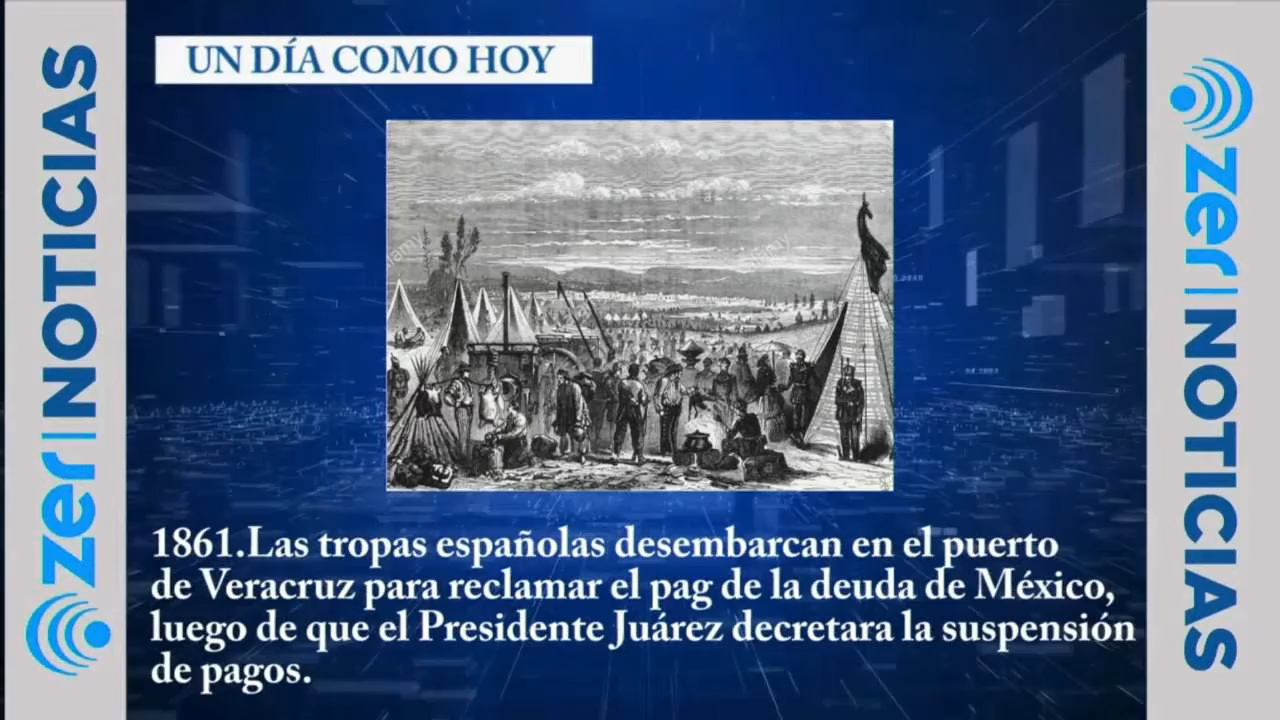 UN DÍA COMO HOY
zer NOTICIAS
zer NOTICIAS
1861.Las tropas españolas desembarcan en el puerto
de Veracruz para reclamar el pag de la deuda de México,
luego de que el Presidente Juárez decretara la suspensión
de pagos.